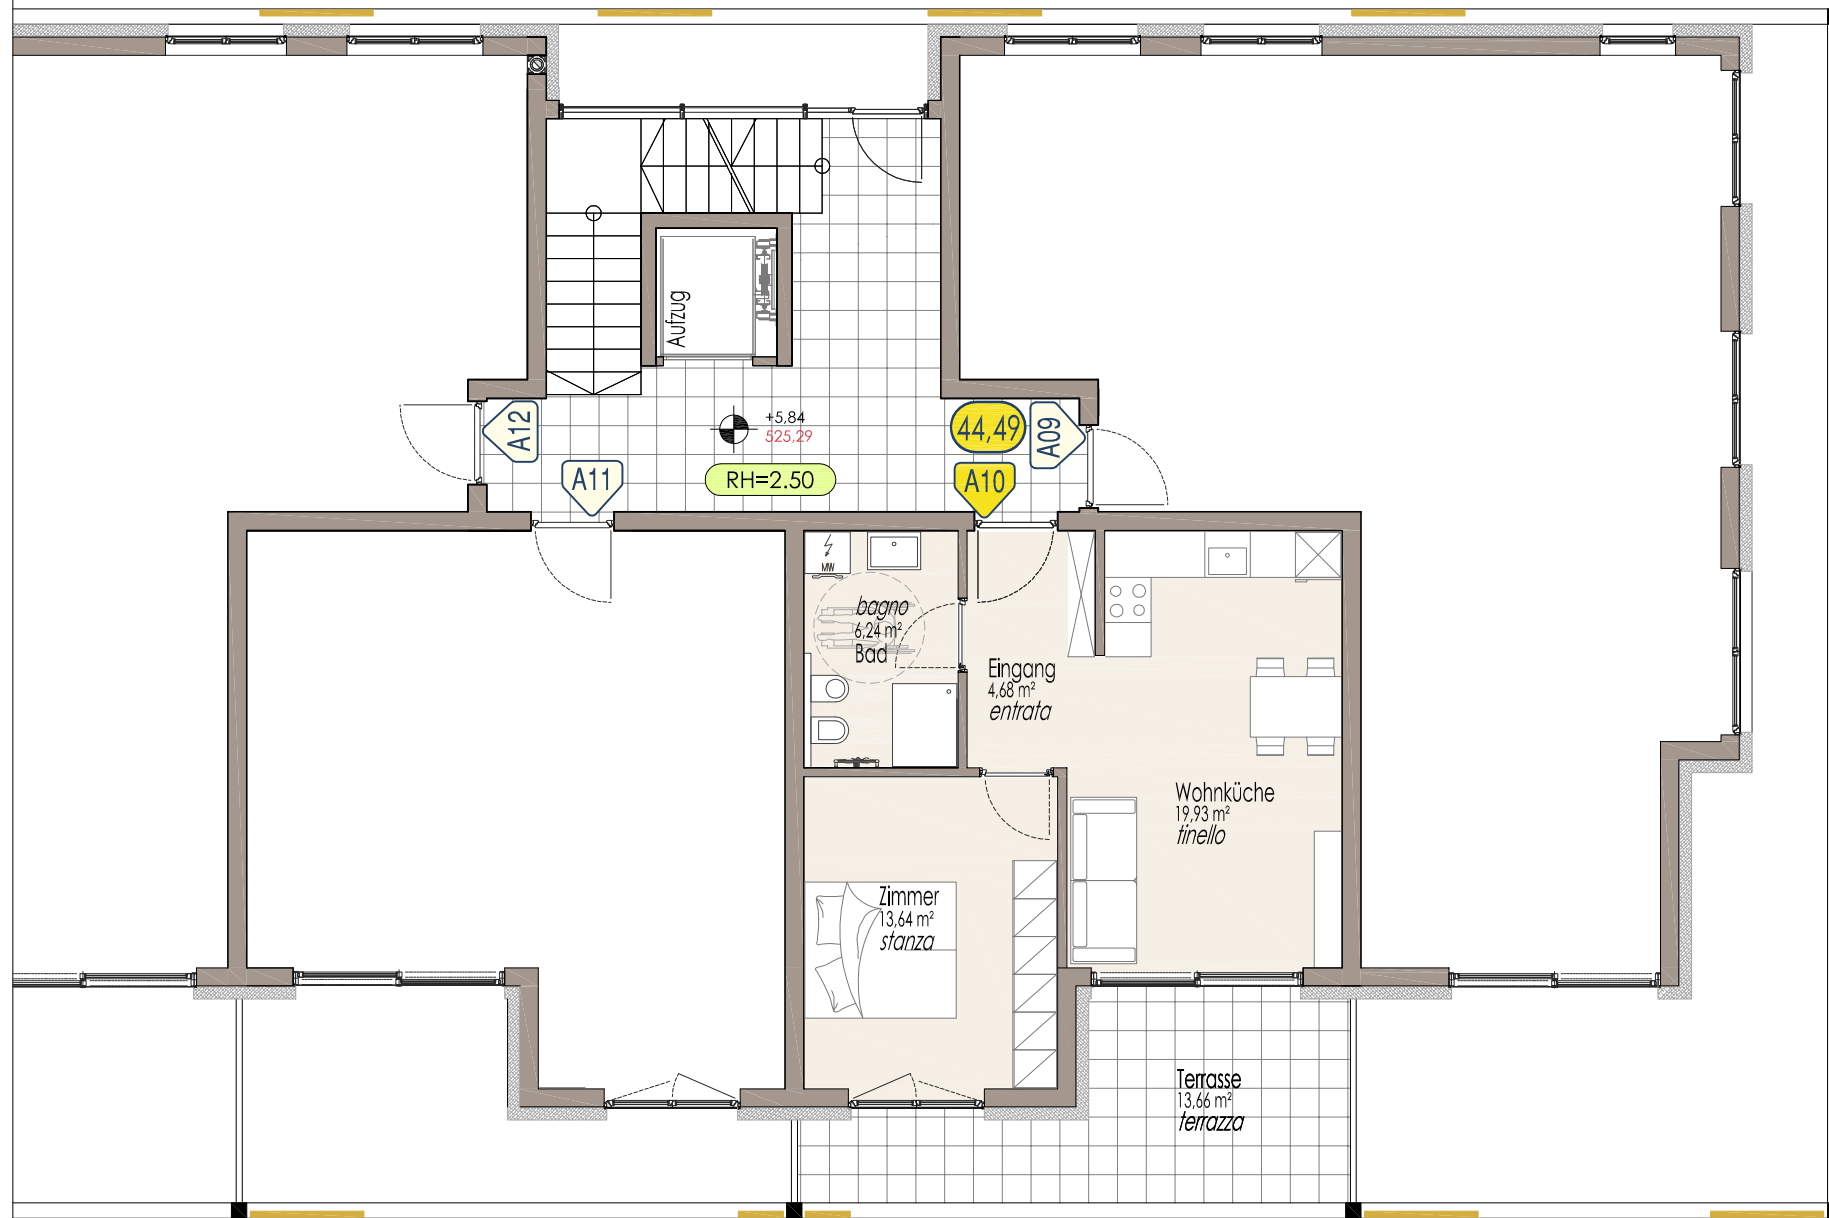 Aufzug
+5,84
525,29
RH=2.50
A12
A11
44,49
A09
A10
MW
bagno
6,24 m²
Bad
Eingang
4,68 m²
entrata
Wohnküche
19,93 m²
tinello
Zimmer
13,64 m²
stanza
Terrasse
13,66 m²
terrazza